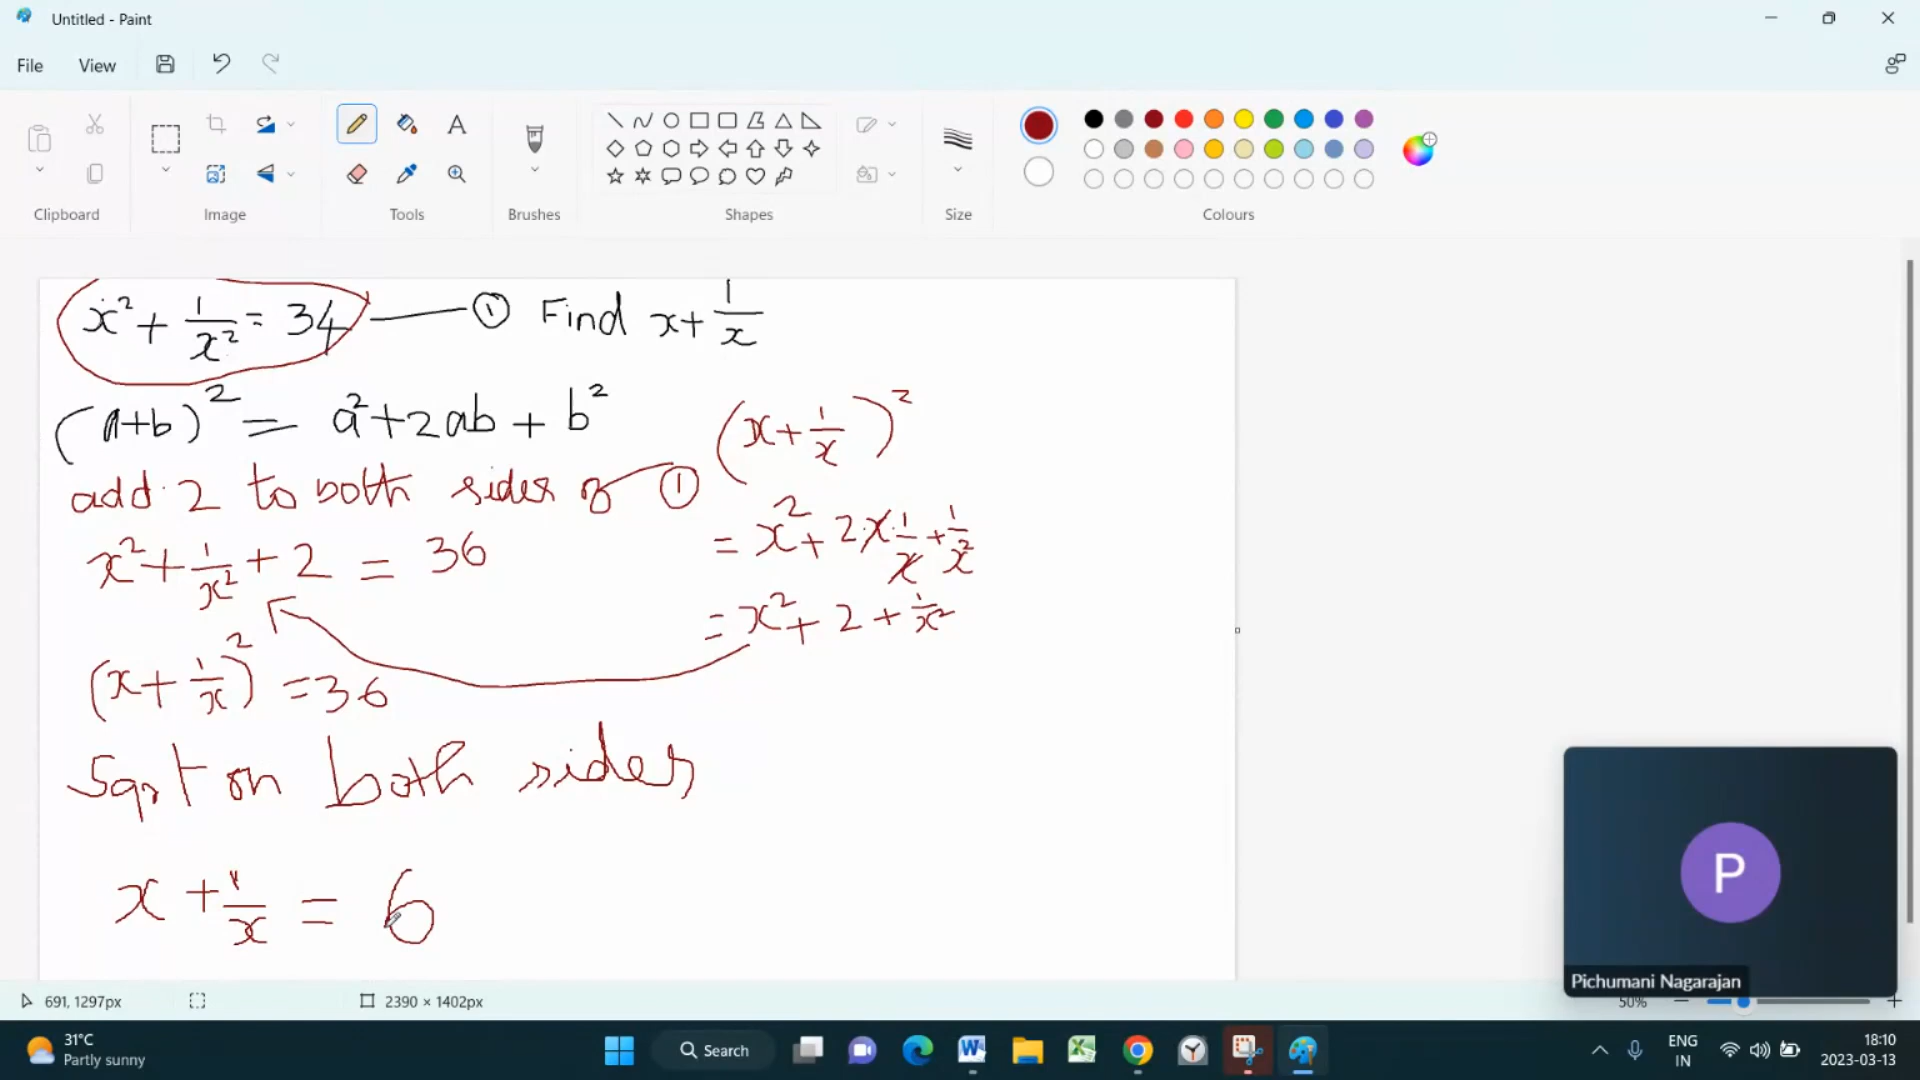 Untitled - Paint
File View
Clipboard Image Tools Brushes Shapes Size Colours
x² + 1/x² = 34 —— ① Find x + 1/x
(a+b)² = a² + 2ab + b²
(x + 1/x)²
add 2 to both sides of ①
= x² + 2·x·1/x + 1/x²
x² + 1/x² + 2 = 36
= x² + 2 + 1/x²
(x + 1/x)² = 36
Sqrt on both sides
x + 1/x = 6
P
Pichumani Nagarajan
691, 1297px 2390 × 1402px 50%
31°C
Partly sunny
Search
ENG
IN
18:10
2023-03-13